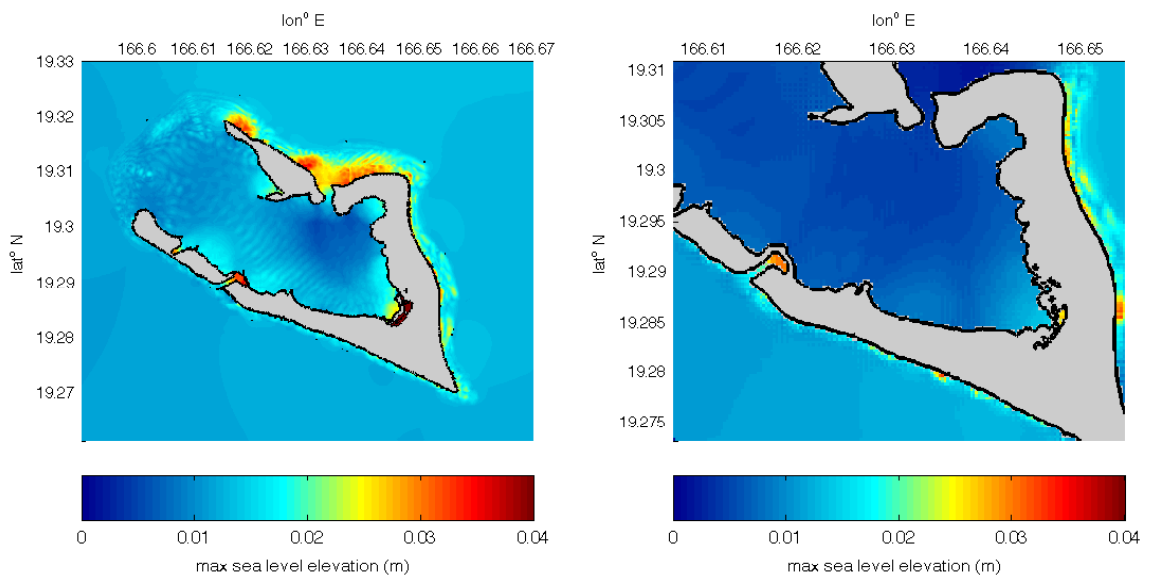 lon° E
166.6 166.61 166.62 166.63 166.64 166.65 166.66 166.67
19.33
19.32
19.31
19.3
19.29
19.28
19.27
lat° N
0 0.01 0.02 0.03 0.04
max sea level elevation (m)
lon° E
166.61 166.62 166.63 166.64 166.65
19.31
19.305
19.3
19.295
19.29
19.285
19.28
19.275
lat° N
0 0.01 0.02 0.03 0.04
max sea level elevation (m)